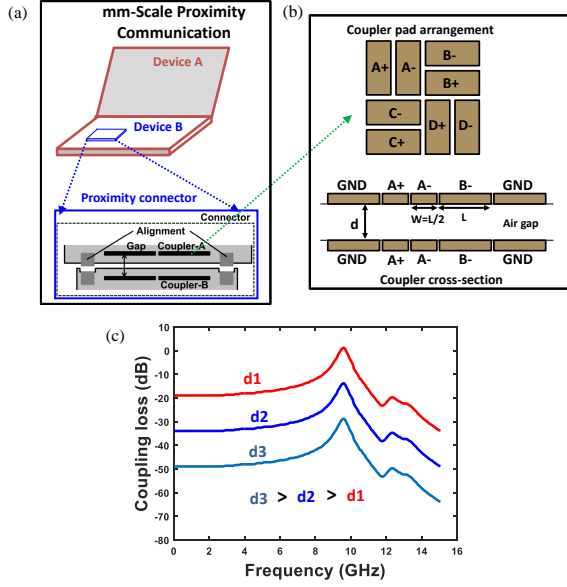 (a)
mm-Scale Proximity
Communication
Device A
Device B
Proximity connector
Connector
Alignment
Gap
Coupler-A
Coupler-B
(b)
Coupler pad arrangement
A+ A- B-
B+
C- D+ D-
C+
GND A+ A- B- GND
W=L/2 L
d Air gap
GND A+ A- B- GND
Coupler cross-section
(c)
Coupling loss (dB)
10
0
-10
-20
-30
-40
-50
-60
-70
-80
d1
d2
d3
d3 > d2 > d1
0 2 4 6 8 10 12 14 16
Frequency (GHz)